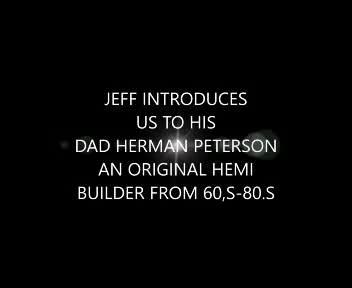 JEFF INTRODUCES
US TO HIS
DAD HERMAN PETERSON
AN ORIGINAL HEMI
BUILDER FROM 60,S-80.S